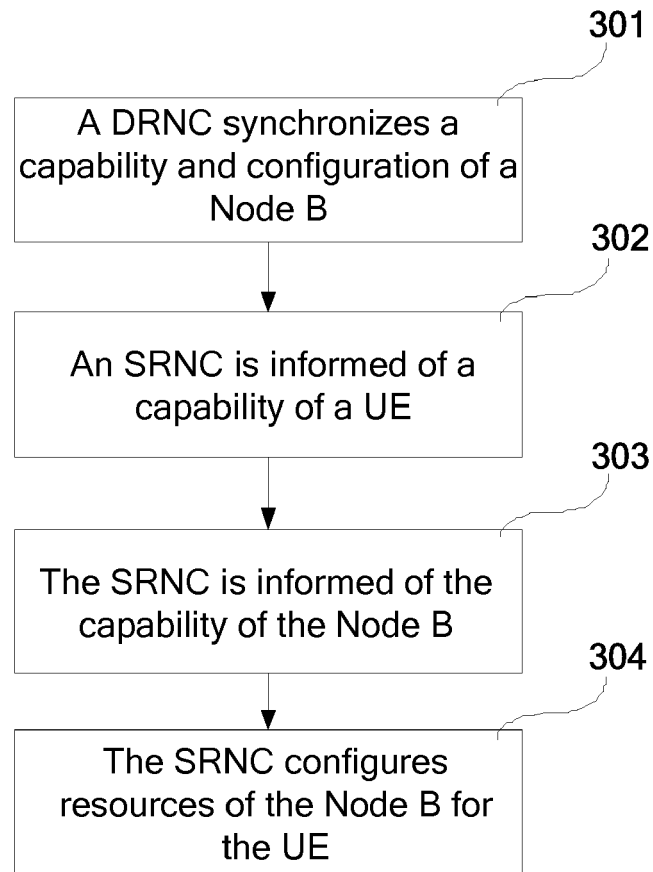 301
A DRNC synchronizes a
capability and configuration of a
Node B
302
An SRNC is informed of a
capability of a UE
303
The SRNC is informed of the
capability of the Node B
304
The SRNC configures
resources of the Node B for
the UE